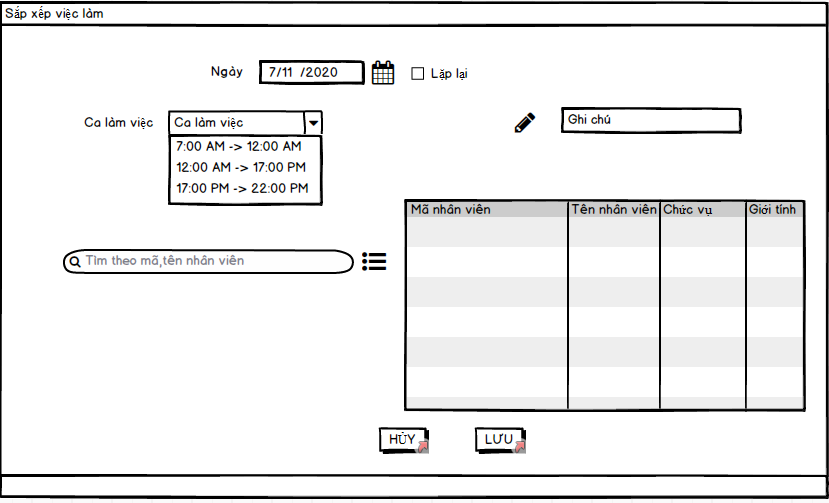 Sắp xếp việc làm
Ngày 7/11 /2020 Lặp lại
Ca làm việc Ca làm việc Ghi chú
7:00 AM -> 12:00 AM
12:00 AM -> 17:00 PM
17:00 PM -> 22:00 PM
Mã nhân viên Tên nhân viên Chức vụ Giới tính
Tìm theo mã,tên nhân viên
HỦY LƯU